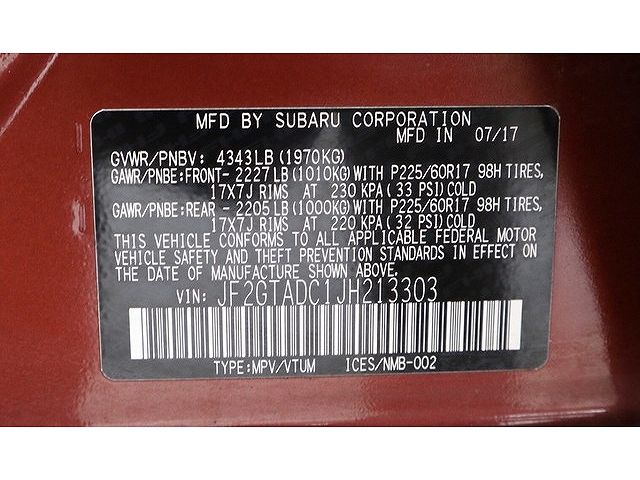 MFD BY SUBARU CORPORATION
MFD IN 07/17
GVWR/PNBV: 4343LB (1970KG)
GAWR/PNBE:FRONT- 2227LB (1010KG) WITH P225/60R17 98H TIRES,
17X7J RIMS AT 230 KPA (33 PSI) COLD
GAWR/PNBE:REAR - 2205LB (1000KG) WITH P225/60R17 98H TIRES,
17X7J RIMS AT 220 KPA (32 PSI) COLD
THIS VEHICLE CONFORMS TO ALL APPLICABLE FEDERAL MOTOR
VEHICLE SAFETY AND THEFT PREVENTION STANDARDS IN EFFECT ON
THE DATE OF MANUFACTURE SHOWN ABOVE.
VIN: JF2GTADC1JH213303
TYPE:MPV/VTUM ICES/NMB-002